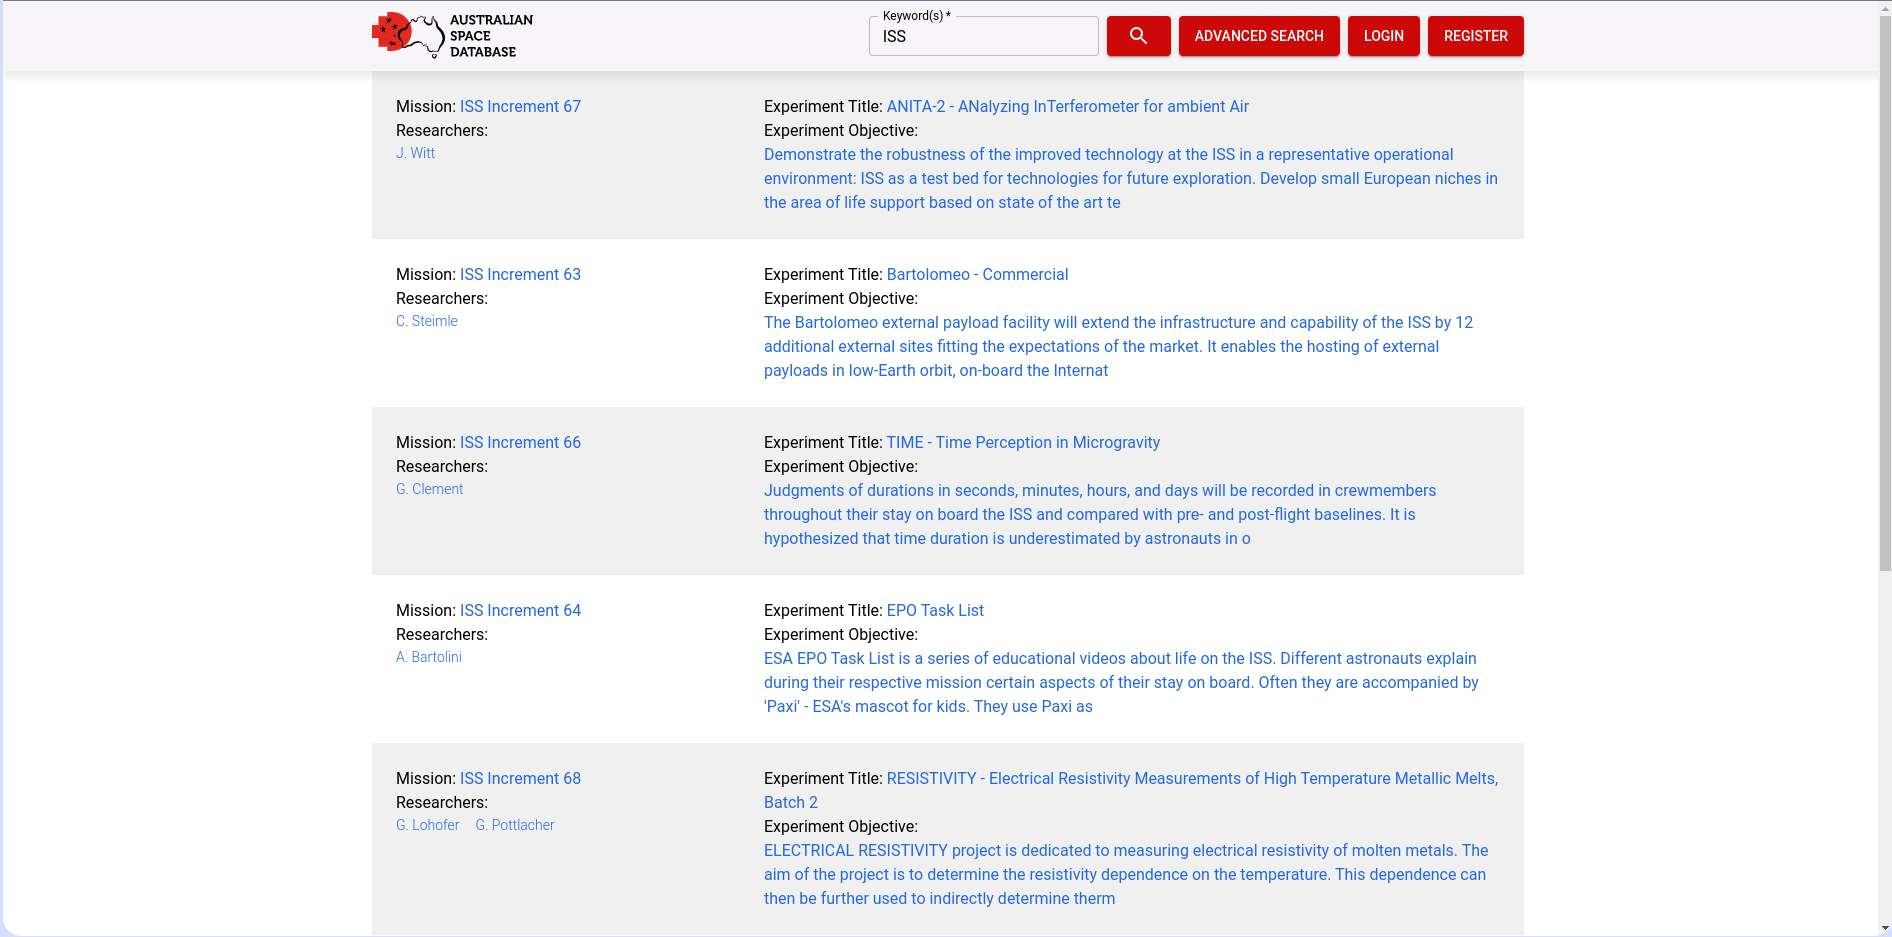 AUSTRALIAN
SPACE
DATABASE
Keyword(s) *
ISS
ADVANCED SEARCH
LOGIN
REGISTER
Mission: ISS Increment 67
Researchers:
J. Witt
Experiment Title: ANITA-2 - ANalyzing InTerferometer for ambient Air
Experiment Objective:
Demonstrate the robustness of the improved technology at the ISS in a representative operational
environment: ISS as a test bed for technologies for future exploration. Develop small European niches in
the area of life support based on state of the art te
Mission: ISS Increment 63
Researchers:
C. Steimle
Experiment Title: Bartolomeo - Commercial
Experiment Objective:
The Bartolomeo external payload facility will extend the infrastructure and capability of the ISS by 12
additional external sites fitting the expectations of the market. It enables the hosting of external
payloads in low-Earth orbit, on-board the Internat
Mission: ISS Increment 66
Researchers:
G. Clement
Experiment Title: TIME - Time Perception in Microgravity
Experiment Objective:
Judgments of durations in seconds, minutes, hours, and days will be recorded in crewmembers
throughout their stay on board the ISS and compared with pre- and post-flight baselines. It is
hypothesized that time duration is underestimated by astronauts in o
Mission: ISS Increment 64
Researchers:
A. Bartolini
Experiment Title: EPO Task List
Experiment Objective:
ESA EPO Task List is a series of educational videos about life on the ISS. Different astronauts explain
during their respective mission certain aspects of their stay on board. Often they are accompanied by
'Paxi' - ESA's mascot for kids. They use Paxi as
Mission: ISS Increment 68
Researchers:
G. Lohofer G. Pottlacher
Experiment Title: RESISTIVITY - Electrical Resistivity Measurements of High Temperature Metallic Melts,
Batch 2
Experiment Objective:
ELECTRICAL RESISTIVITY project is dedicated to measuring electrical resistivity of molten metals. The
aim of the project is to determine the resistivity dependence on the temperature. This dependence can
then be further used to indirectly determine therm